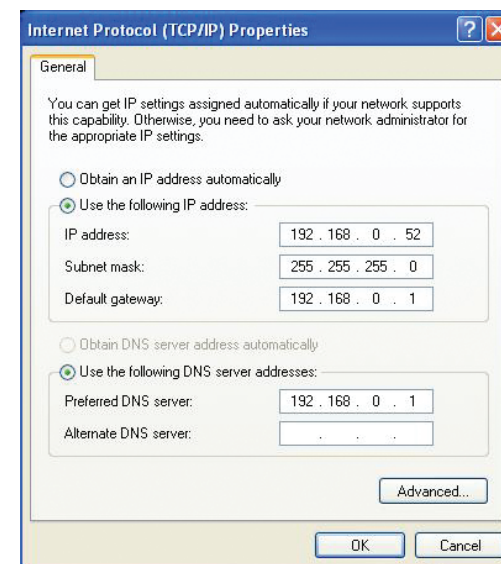 Internet Protocol (TCP/IP) Properties
General
You can get IP settings assigned automatically if your network supports
this capability. Otherwise, you need to ask your network administrator for
the appropriate IP settings.
Obtain an IP address automatically
Use the following IP address:
IP address: 192 . 168 . 0 . 52
Subnet mask: 255 . 255 . 255 . 0
Default gateway: 192 . 168 . 0 . 1
Obtain DNS server address automatically
Use the following DNS server addresses:
Preferred DNS server: 192 . 168 . 0 . 1
Alternate DNS server: . . .
Advanced...
OK Cancel